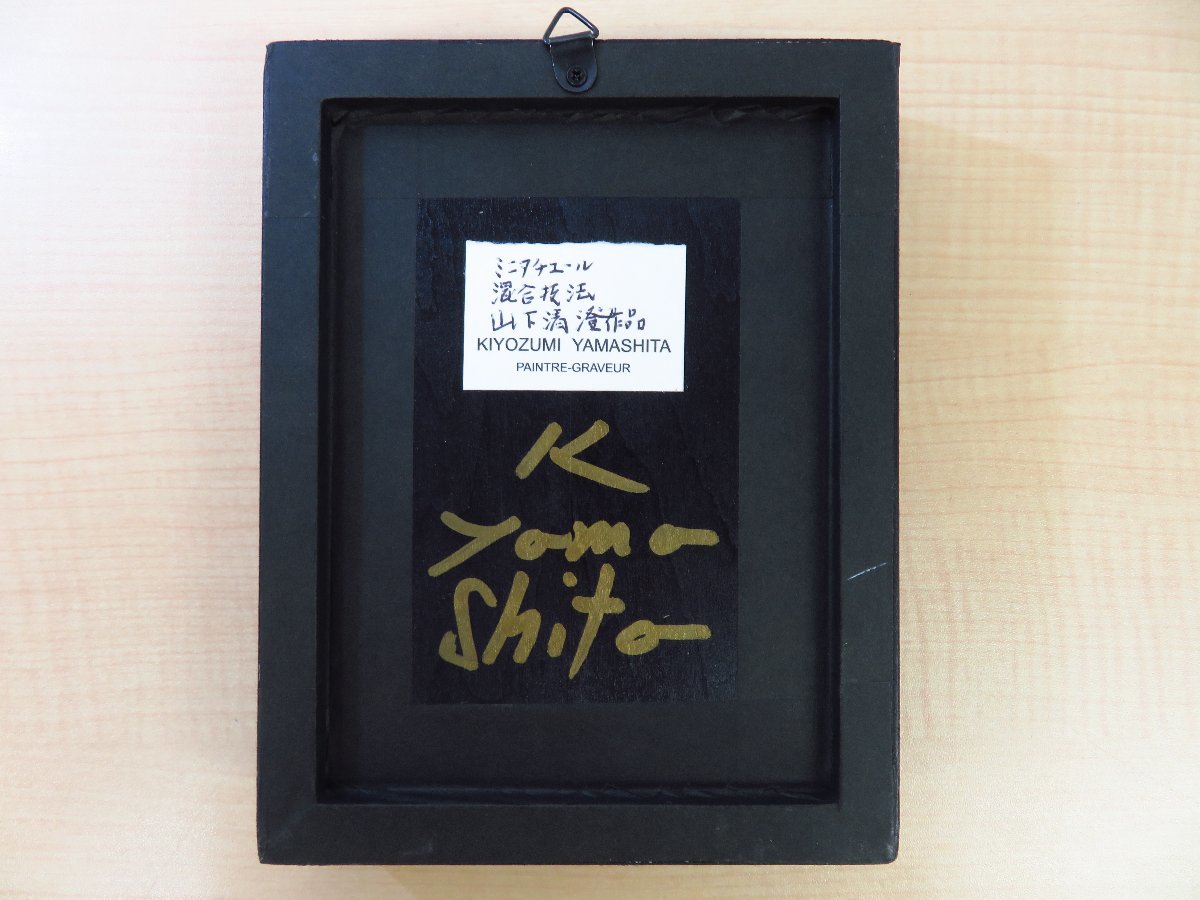 ミニアチュール
混合技法
山下清澄作品
KIYOZUMI YAMASHITA
PAINTRE-GRAVEUR
K
Yama
Shita